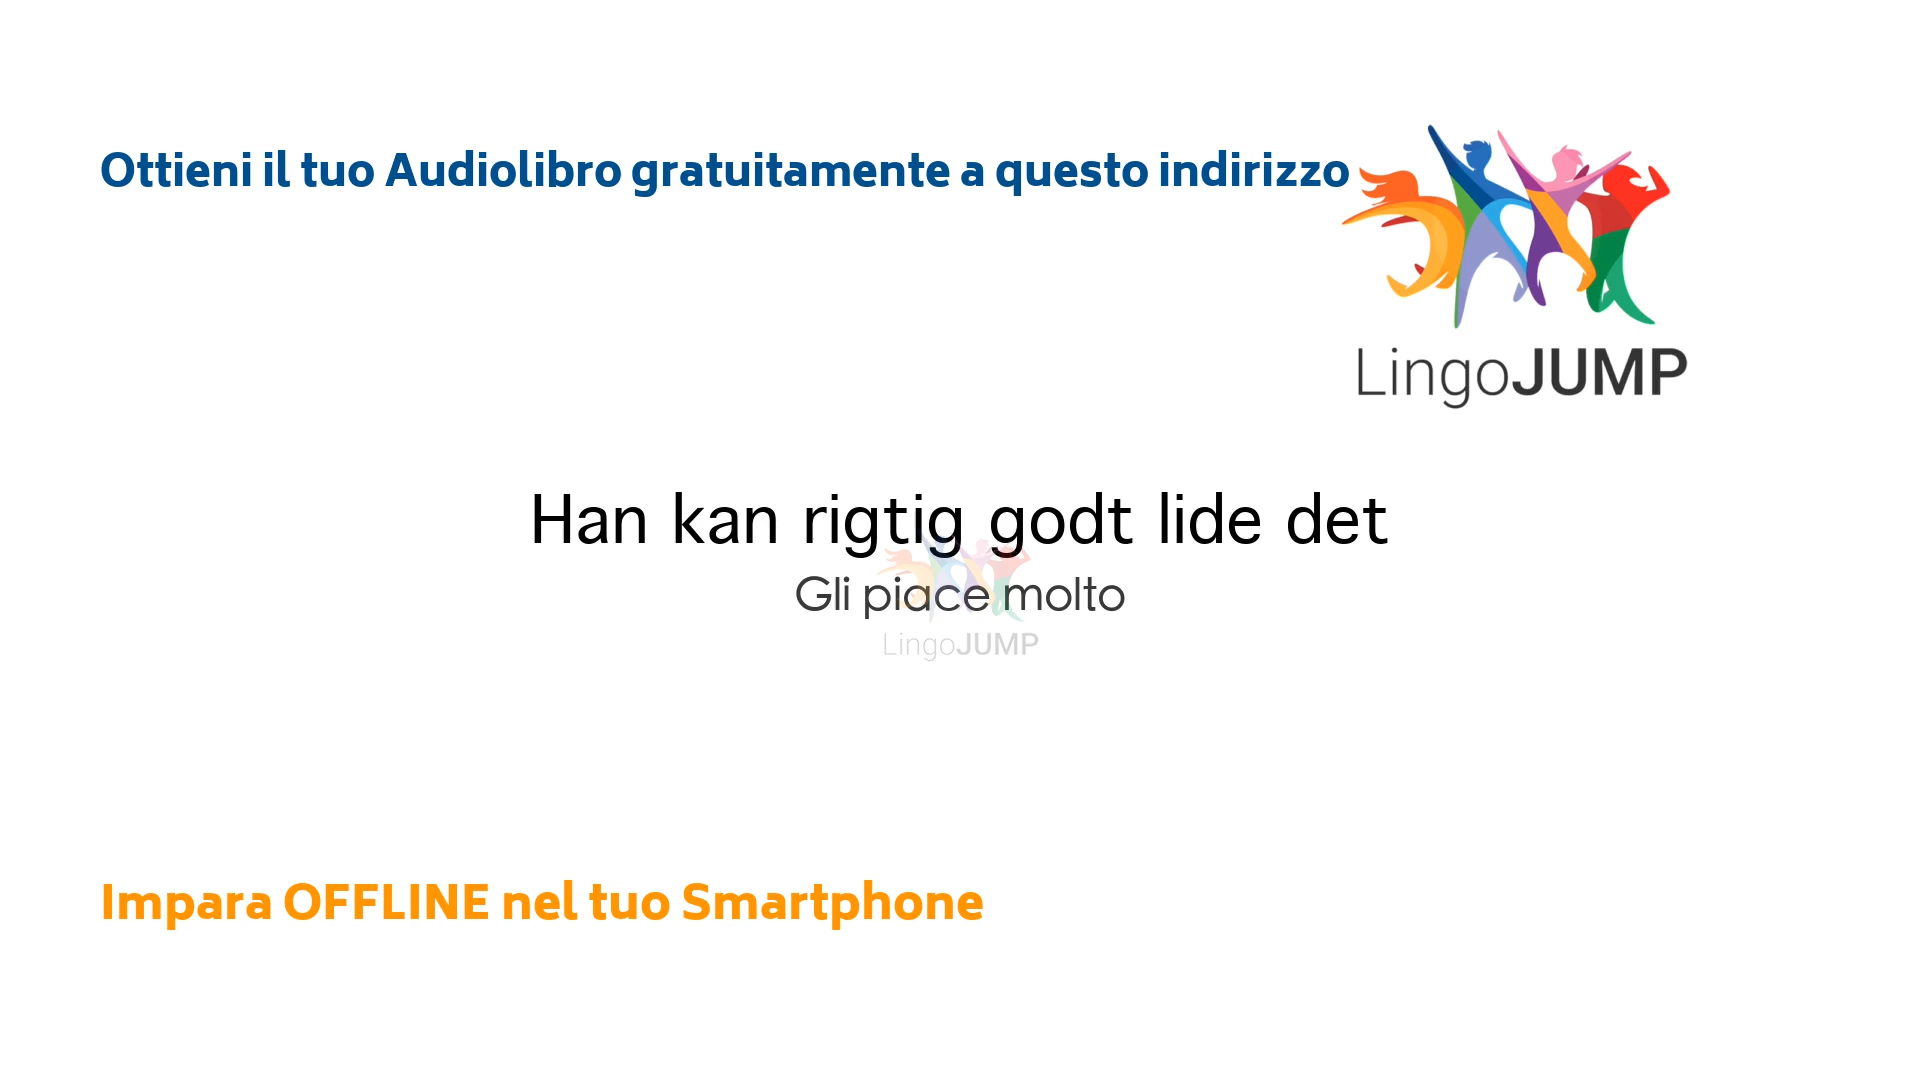 Ottieni il tuo Audiolibro gratuitamente a questo indirizzo
LingoJUMP
Han kan rigtig godt lide det
Gli piace molto
LingoJUMP
Impara OFFLINE nel tuo Smartphone